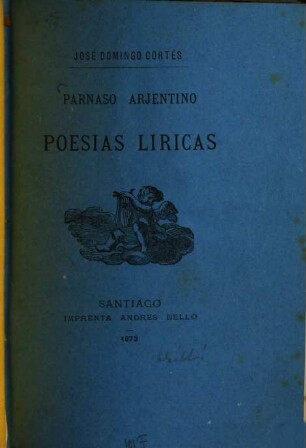 JOSÉ DOMINGO CORTÉS
PARNASO ARJENTINO
POESIAS LIRICAS
SANTIAGO
IMPRENTA ANDRES BELLO
1873